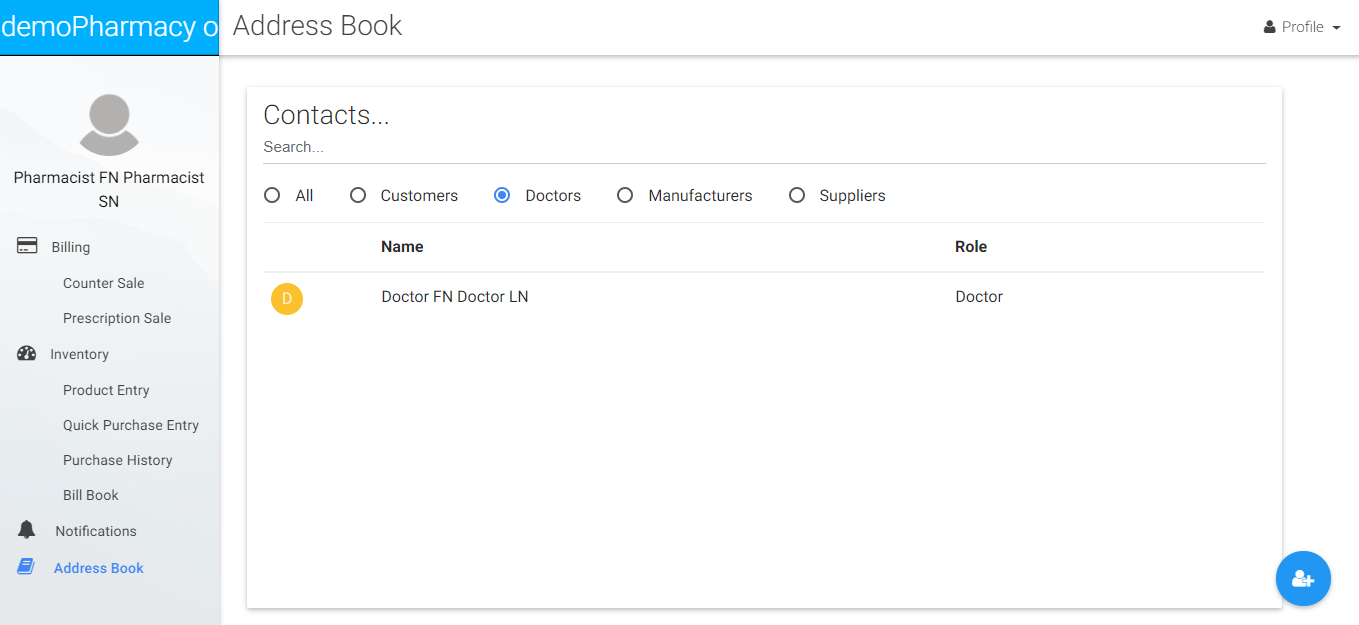 demoPharmacy o
Address Book
Profile
Pharmacist FN Pharmacist
SN
Billing
Counter Sale
Prescription Sale
Inventory
Product Entry
Quick Purchase Entry
Purchase History
Bill Book
Notifications
Address Book
Contacts...
Search...
All Customers Doctors Manufacturers Suppliers
Name Role
D Doctor FN Doctor LN Doctor